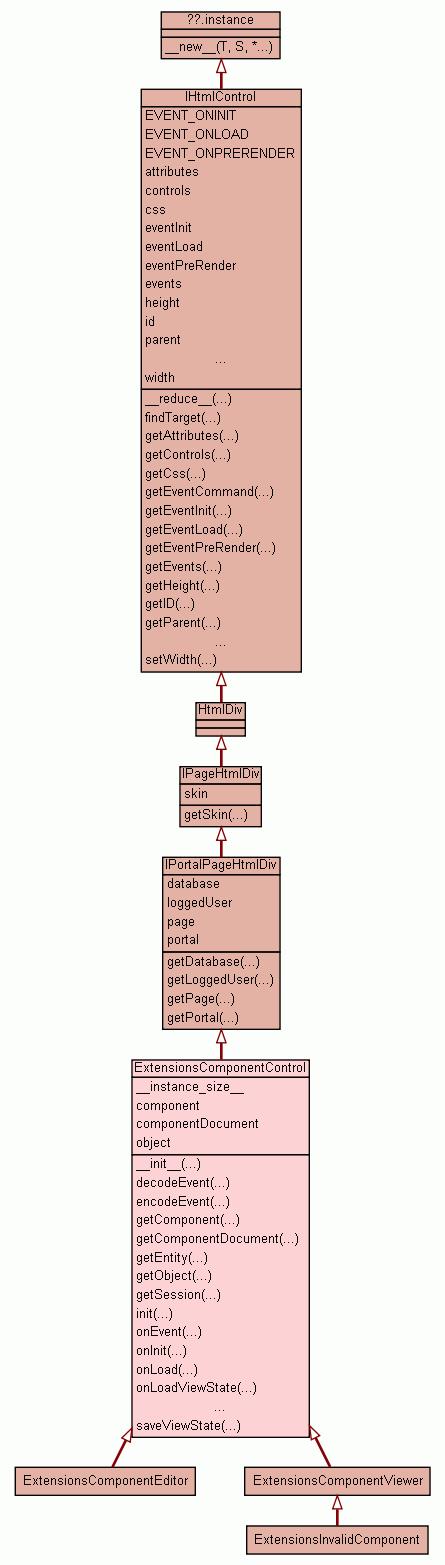 ??.instance
__new__(T, S, *...)
IHtmlControl
EVENT_ONINIT
EVENT_ONLOAD
EVENT_ONPRERENDER
attributes
controls
css
eventInit
eventLoad
eventPreRender
events
height
id
parent
...
width
__reduce__(...)
findTarget(...)
getAttributes(...)
getControls(...)
getCss(...)
getEventCommand(...)
getEventInit(...)
getEventLoad(...)
getEventPreRender(...)
getEvents(...)
getHeight(...)
getID(...)
getParent(...)
...
setWidth(...)
HtmlDiv
IPageHtmlDiv
skin
getSkin(...)
IPortalPageHtmlDiv
database
loggedUser
page
portal
getDatabase(...)
getLoggedUser(...)
getPage(...)
getPortal(...)
ExtensionsComponentControl
__instance_size__
component
componentDocument
object
__init__(...)
decodeEvent(...)
encodeEvent(...)
getComponent(...)
getComponentDocument(...)
getEntity(...)
getObject(...)
getSession(...)
init(...)
onEvent(...)
onInit(...)
onLoad(...)
onLoadViewState(...)
...
saveViewState(...)
ExtensionsComponentEditor
ExtensionsComponentViewer
ExtensionsInvalidComponent